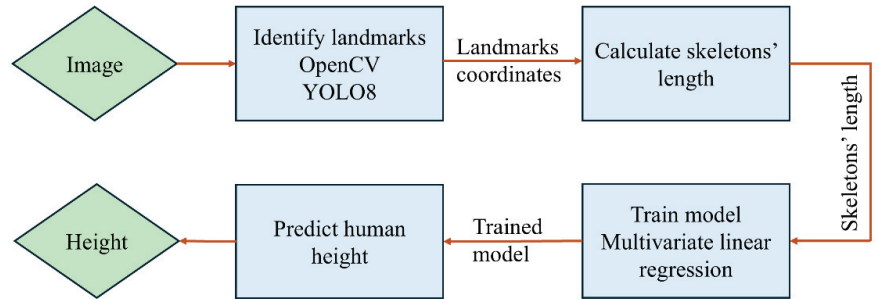 Image
Identify landmarks
OpenCV
YOLO8
Landmarks
coordinates
Calculate skeletons’
length
Skeletons’ length
Train model
Multivariate linear
regression
Trained
model
Predict human
height
Height